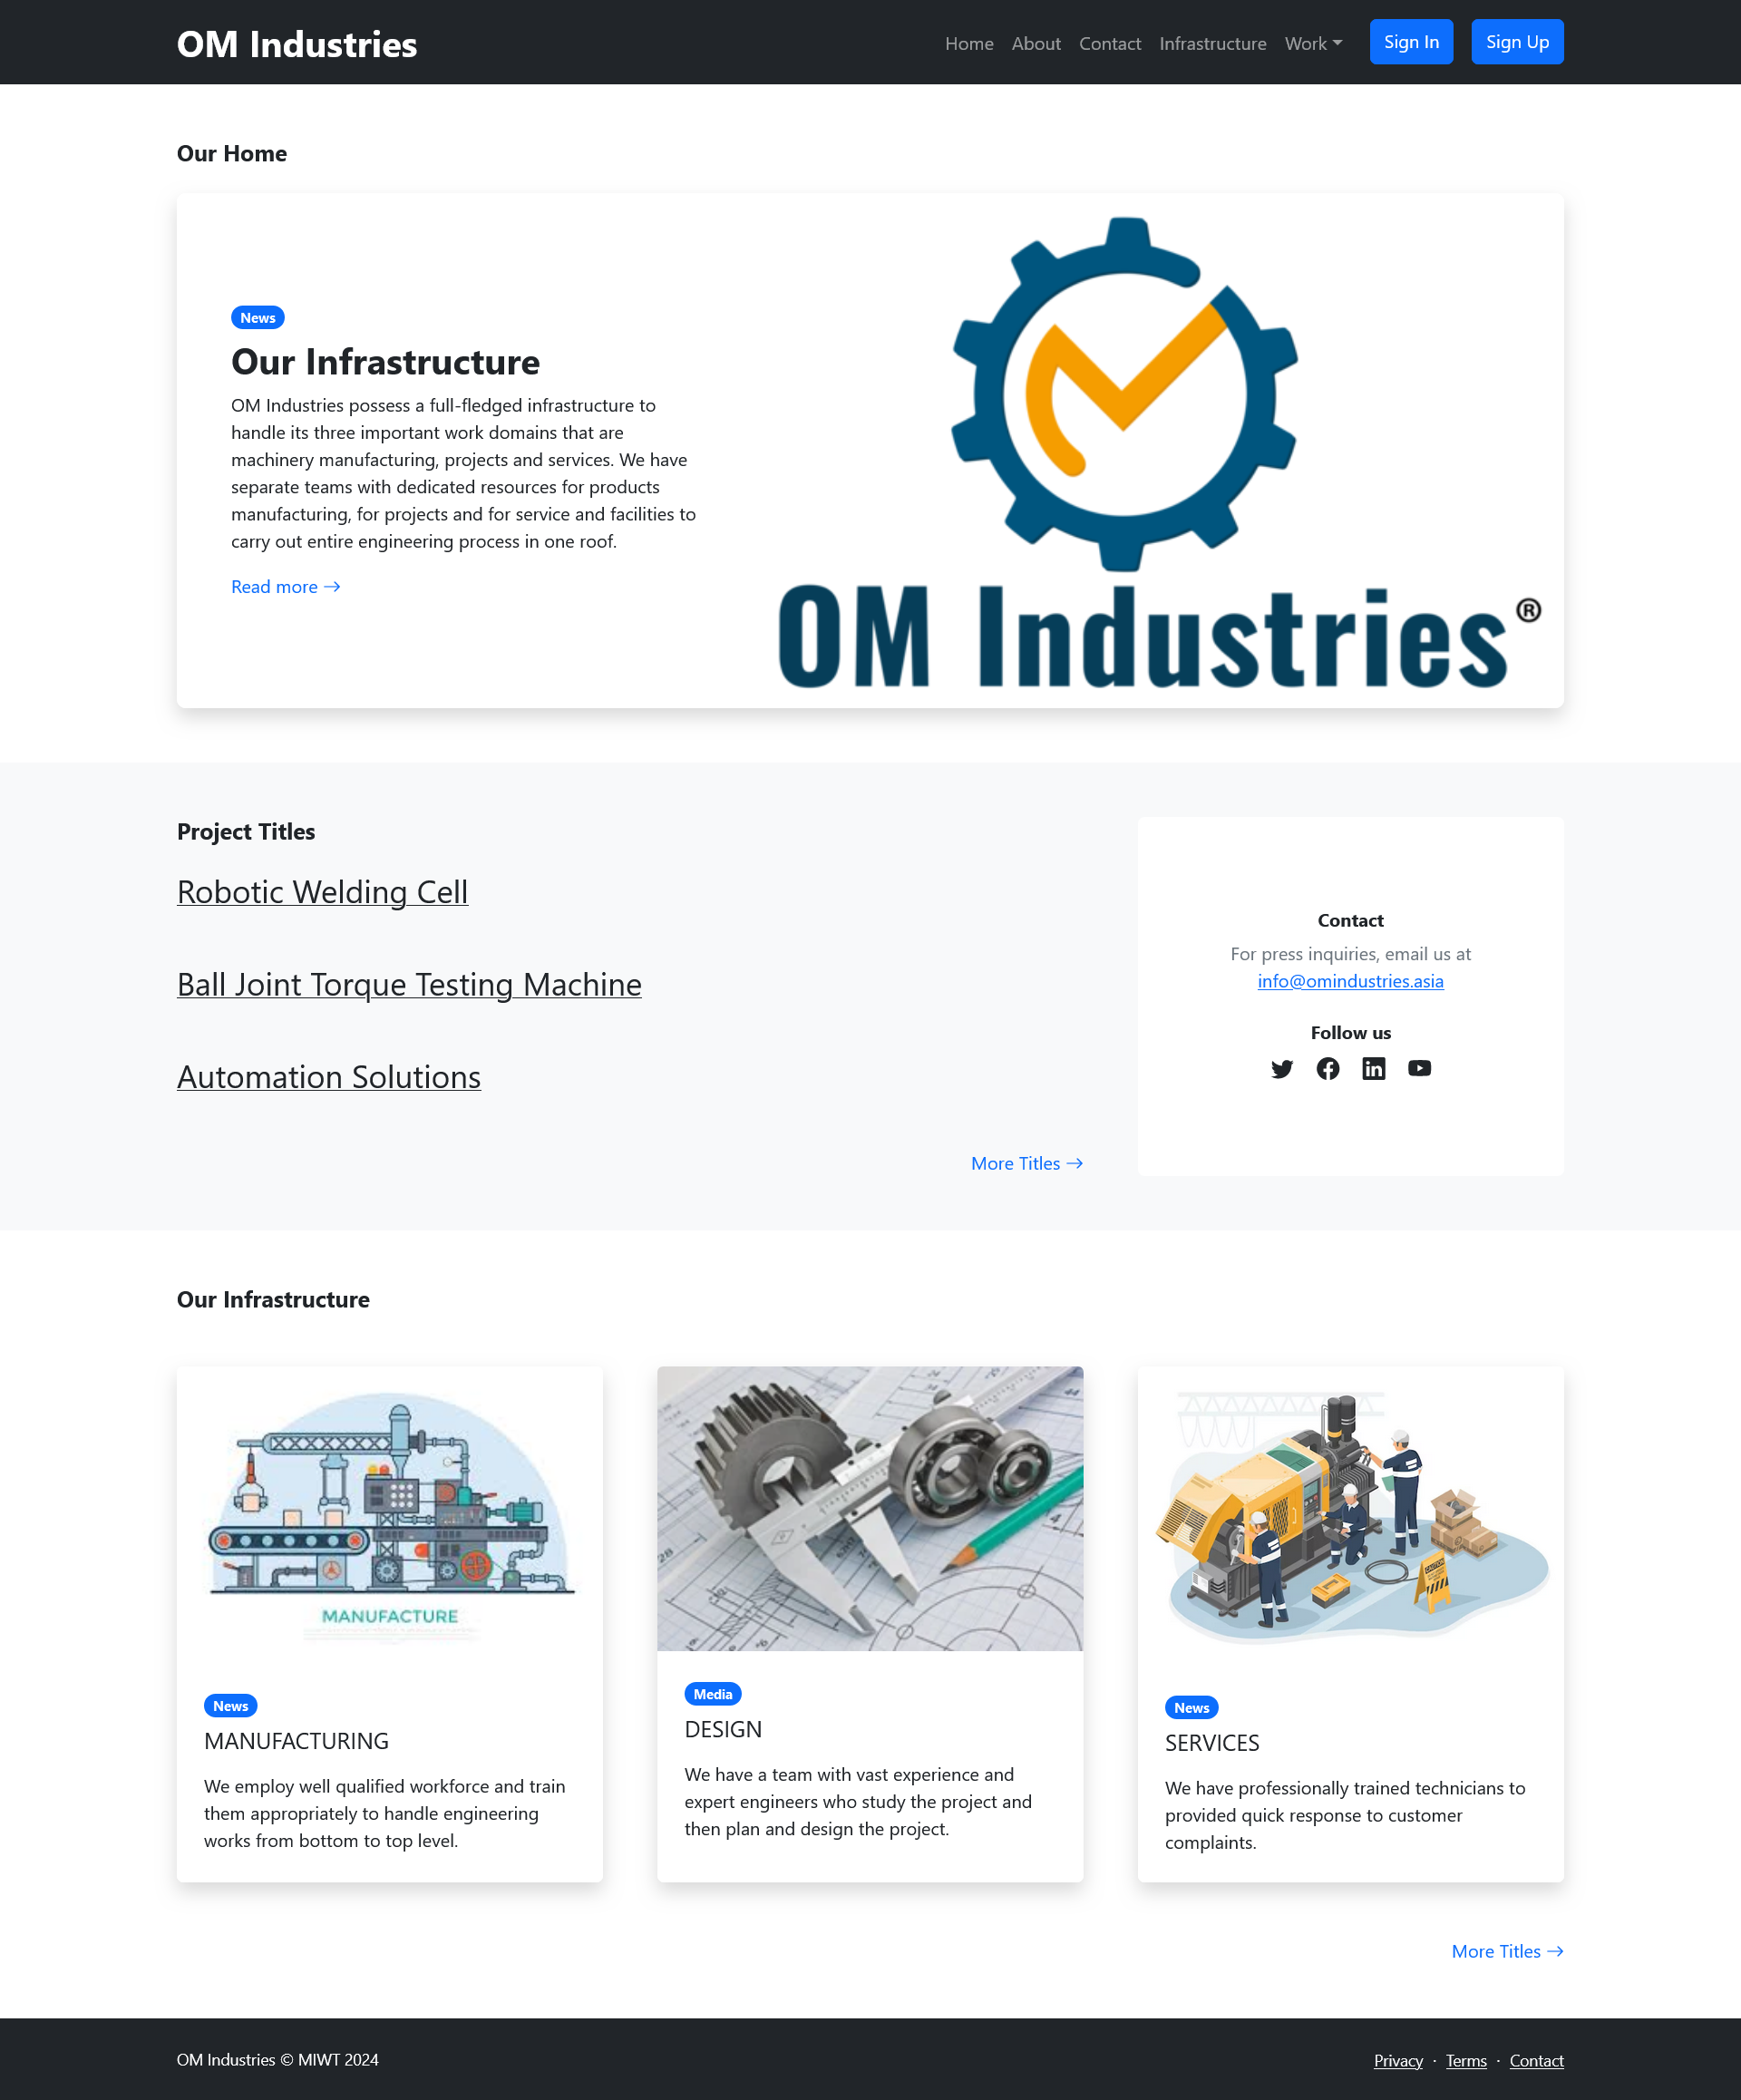 OM Industries
Home About Contact Infrastructure Work Sign In Sign Up
Our Home
News
Our Infrastructure
OM Industries possess a full-fledged infrastructure to
handle its three important work domains that are
machinery manufacturing, projects and services. We have
separate teams with dedicated resources for products
manufacturing, for projects and for service and facilities to
carry out entire engineering process in one roof.
Read more →
OM Industries®
Project Titles
Robotic Welding Cell
Ball Joint Torque Testing Machine
Automation Solutions
More Titles →
Contact
For press inquiries, email us at
info@omindustries.asia
Follow us
Our Infrastructure
MANUFACTURE
News
MANUFACTURING
We employ well qualified workforce and train
them appropriately to handle engineering
works from bottom to top level.
Media
DESIGN
We have a team with vast experience and
expert engineers who study the project and
then plan and design the project.
News
SERVICES
We have professionally trained technicians to
provided quick response to customer
complaints.
More Titles →
OM Industries © MIWT 2024
Privacy · Terms · Contact